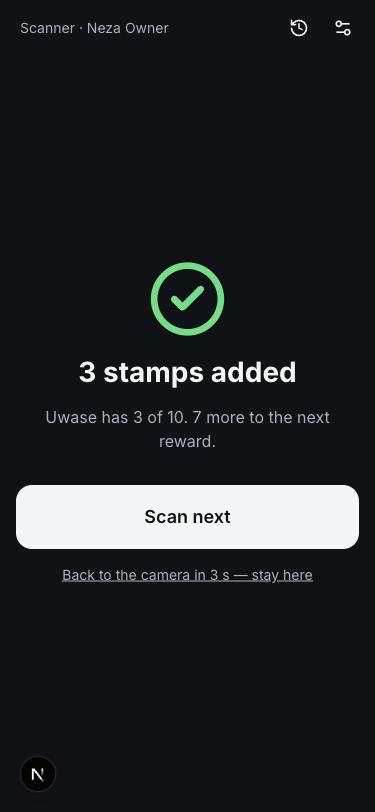 Scanner · Neza Owner
3 stamps added
Uwase has 3 of 10. 7 more to the next
reward.
Scan next
Back to the camera in 3 s — stay here
N